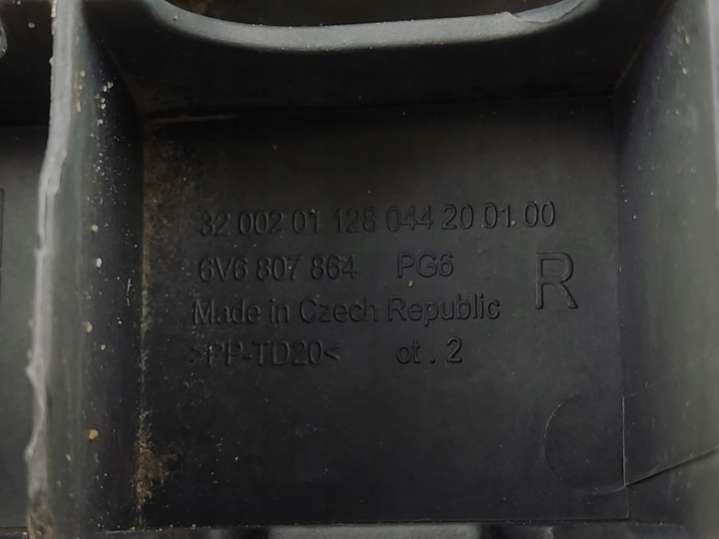 32 002 01 128 044 20 01 00
6V6 807 864 PG6 R
Made in Czech Republic
>PP-TD20< ot . 2